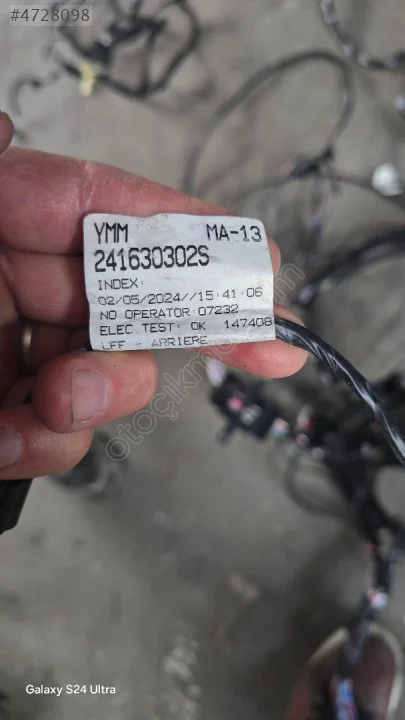 #4728098
YMM MA-13
241630302S
INDEX:
02/05/2024//15:41:06
NO OPERATOR:07232
ELEC.TEST: OK 147408
LFF - ARRIERE
otoçıkma
Galaxy S24 Ultra